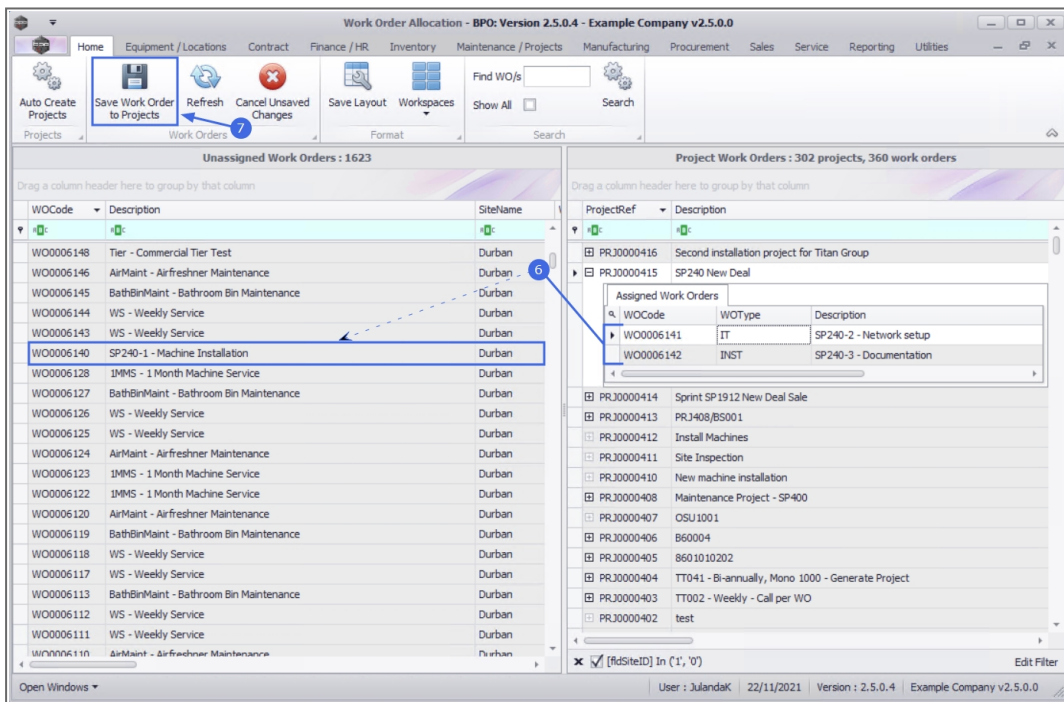 Work Order Allocation - BPO: Version 2.5.0.4 - Example Company v2.5.0.0
Home Equipment / Locations Contract Finance / HR Inventory Maintenance / Projects Manufacturing Procurement Sales Service Reporting Utilities
Auto Create Projects
Save Work Order to Projects
Refresh
Cancel Unsaved Changes
Save Layout
Workspaces
Find WO/s
Show All
Search
7
Projects Work Orders Format Search
Unassigned Work Orders : 1623
Drag a column header here to group by that column
WOCode Description SiteName
WO0006148 Tier - Commercial Tier Test Durban
WO0006146 AirMaint - Airfreshner Maintenance Durban
WO0006145 BathBinMaint - Bathroom Bin Maintenance Durban
WO0006144 WS - Weekly Service Durban
WO0006143 WS - Weekly Service Durban
WO0006140 SP240-1 - Machine Installation Durban
WO0006128 1MMS - 1 Month Machine Service Durban
WO0006127 BathBinMaint - Bathroom Bin Maintenance Durban
WO0006126 WS - Weekly Service Durban
WO0006125 WS - Weekly Service Durban
WO0006124 AirMaint - Airfreshner Maintenance Durban
WO0006123 1MMS - 1 Month Machine Service Durban
WO0006122 1MMS - 1 Month Machine Service Durban
WO0006120 AirMaint - Airfreshner Maintenance Durban
WO0006119 BathBinMaint - Bathroom Bin Maintenance Durban
WO0006118 WS - Weekly Service Durban
WO0006117 WS - Weekly Service Durban
WO0006113 BathBinMaint - Bathroom Bin Maintenance Durban
WO0006112 WS - Weekly Service Durban
WO0006111 WS - Weekly Service Durban
WO0006110 AirMaint - Airfreshner Maintenance Durban
6
Project Work Orders : 302 projects, 360 work orders
Drag a column header here to group by that column
ProjectRef Description
PRJ0000416 Second installation project for Titan Group
PRJ0000415 SP240 New Deal
Assigned Work Orders
WOCode WOType Description
WO0006141 IT SP240-2 - Network setup
WO0006142 INST SP240-3 - Documentation
PRJ0000414 Sprint SP1912 New Deal Sale
PRJ0000413 PRJ408/BS001
PRJ0000412 Install Machines
PRJ0000411 Site Inspection
PRJ0000410 New machine installation
PRJ0000408 Maintenance Project - SP400
PRJ0000407 OSU1001
PRJ0000406 B60004
PRJ0000405 8601010202
PRJ0000404 TT041 - Bi-annually, Mono 1000 - Generate Project
PRJ0000403 TT002 - Weekly - Call per WO
PRJ0000402 test
[fldSiteID] In ('1', '0') Edit Filter
Open Windows User : JulandaK 22/11/2021 Version : 2.5.0.4 Example Company v2.5.0.0